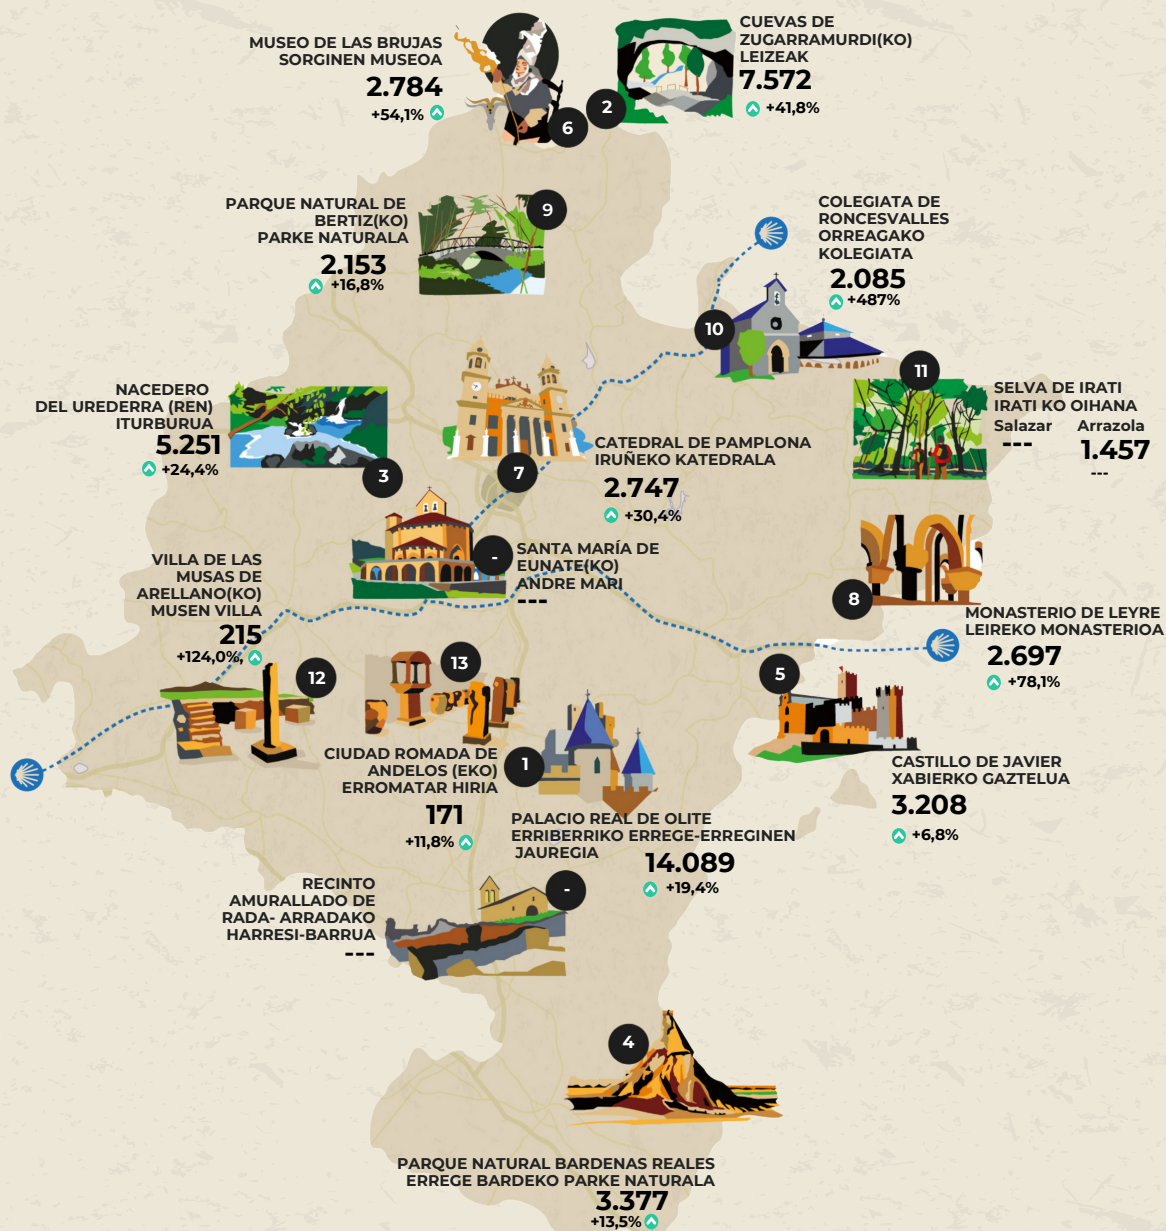 MUSEO DE LAS BRUJAS
SORGINEN MUSEOA
2.784
+54,1%
6
CUEVAS DE
ZUGARRAMURDI(KO)
LEIZEAK
7.572
+41,8%
2
PARQUE NATURAL DE
BERTIZ(KO)
PARKE NATURALA
2.153
+16,8%
9
COLEGIATA DE
RONCESVALLES
ORREAGAKO
KOLEGIATA
2.085
+487%
10
NACEDERO
DEL UREDERRA (REN)
ITURBURUA
5.251
+24,4%
3
CATEDRAL DE PAMPLONA
IRUÑEKO KATEDRALA
2.747
+30,4%
7
11
SELVA DE IRATI
IRATI KO OIHANA
Salazar Arrazola
--- 1.457
---
VILLA DE LAS
MUSAS DE
ARELLANO(KO)
MUSEN VILLA
215
+124,0%,
12
-
SANTA MARÍA DE
EUNATE(KO)
ANDRE MARI
---
8
MONASTERIO DE LEYRE
LEIREKO MONASTERIOA
2.697
+78,1%
13
CIUDAD ROMADA DE
ANDELOS (EKO)
ERROMATAR HIRIA
171
+11,8%
1
PALACIO REAL DE OLITE
ERRIBERRIKO ERREGE-ERREGINEN
JAUREGIA
14.089
+19,4%
5
CASTILLO DE JAVIER
XABIERKO GAZTELUA
3.208
+6,8%
RECINTO
AMURALLADO DE
RADA- ARRADAKO
HARRESI-BARRUA
---
-
4
PARQUE NATURAL BARDENAS REALES
ERREGE BARDEKO PARKE NATURALA
3.377
+13,5%